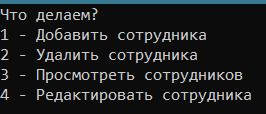 Что делаем?
1 - Добавить сотрудника
2 - Удалить сотрудника
3 - Просмотреть сотрудников
4 - Редактировать сотрудника